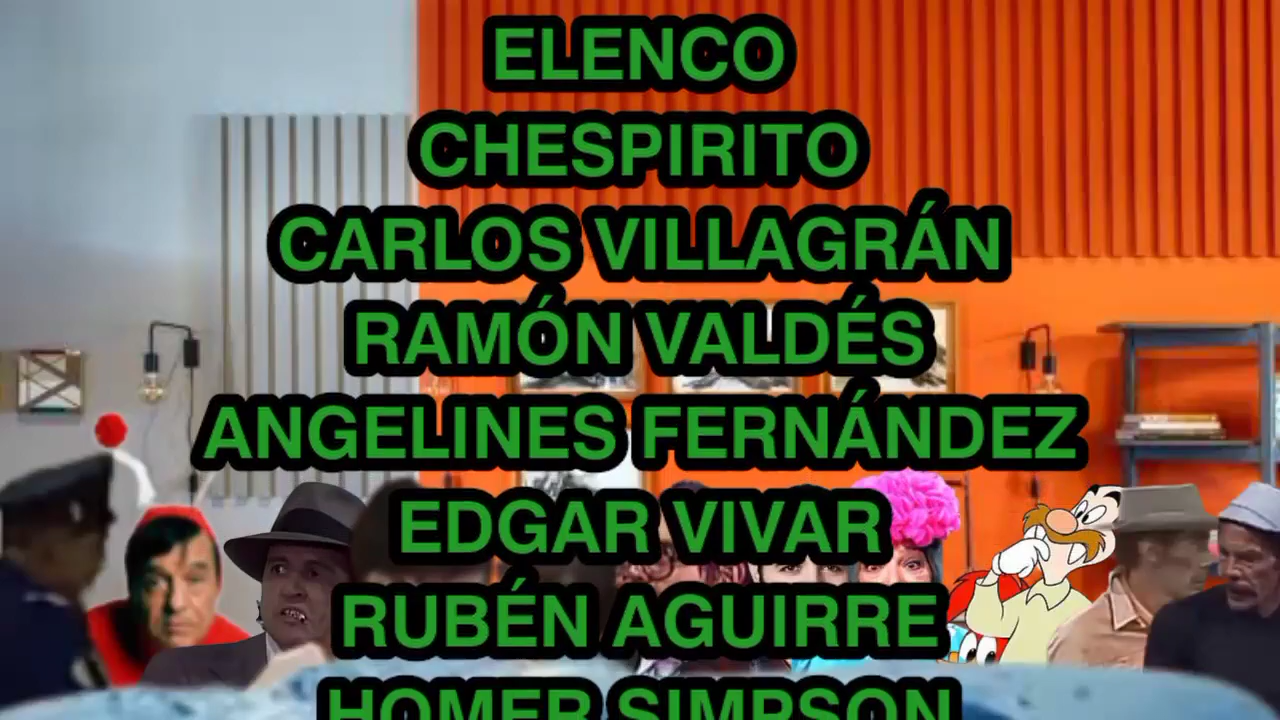 ELENCO
CHESPIRITO
CARLOS VILLAGRÁN
RAMÓN VALDÉS
ANGELINES FERNÁNDEZ
EDGAR VIVAR
RUBÉN AGUIRRE
HOMER SIMPSON